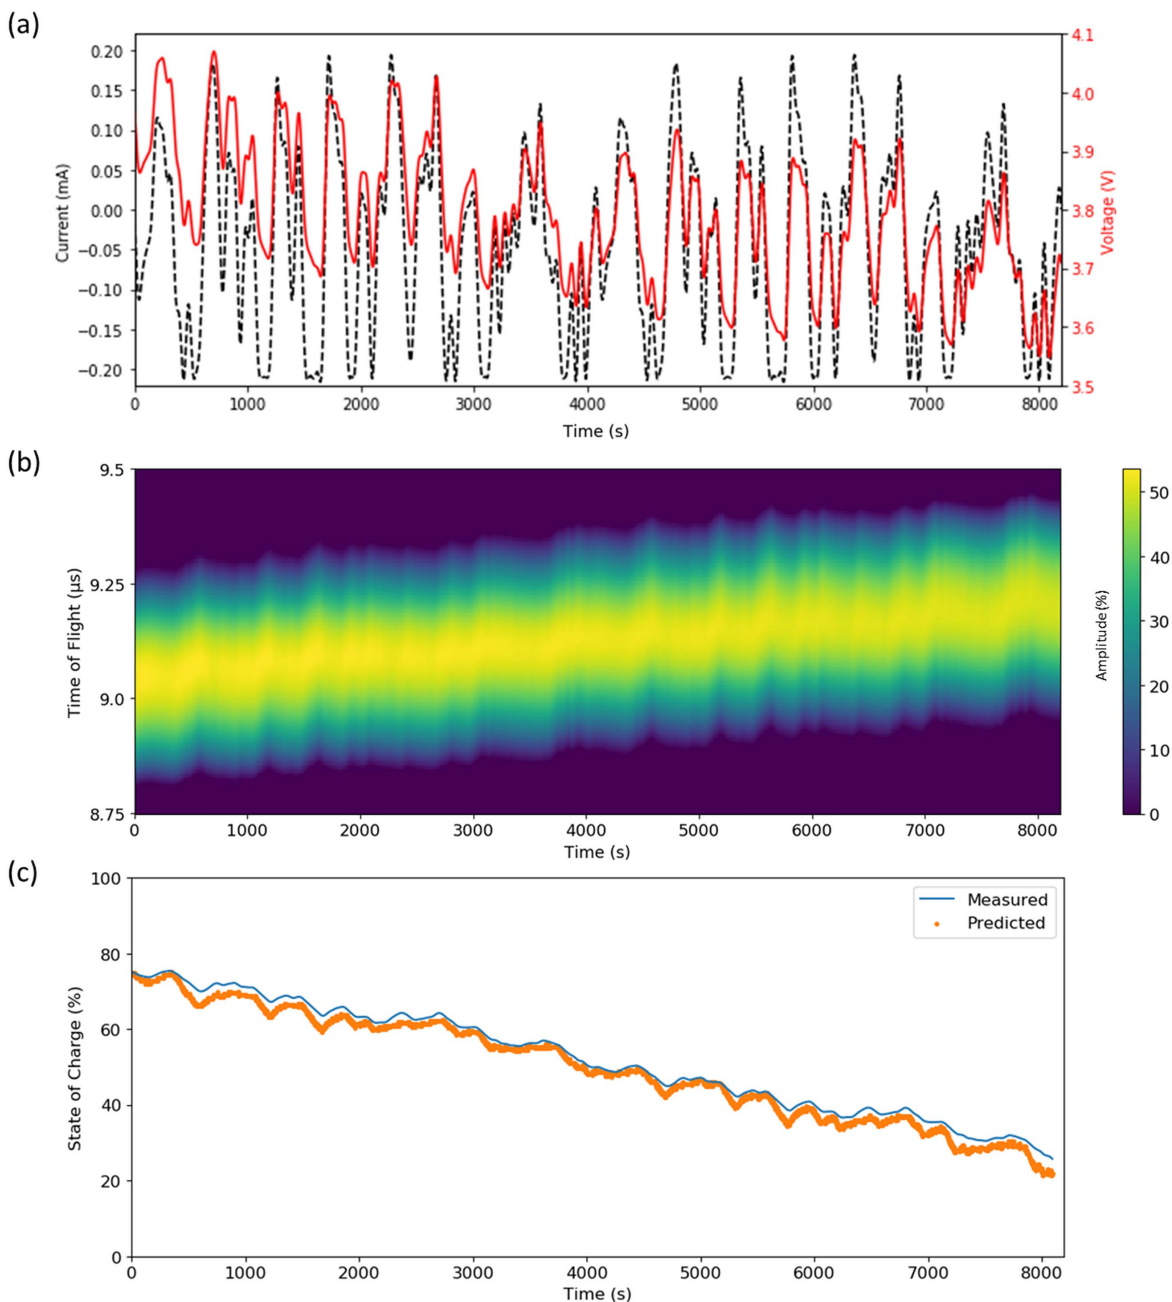 (a)
0.20
0.15
0.10
0.05
0.00
−0.05
−0.10
−0.15
−0.20
Current (mA)
4.1
4.0
3.9
3.8
3.7
3.6
3.5
Voltage (V)
0 1000 2000 3000 4000 5000 6000 7000 8000
Time (s)
(b)
9.5
9.25
9.0
8.75
Time of Flight (μs)
50
40
30
20
10
0
Amplitude(%)
0 1000 2000 3000 4000 5000 6000 7000 8000
Time (s)
(c)
100
80
60
40
20
0
State of Charge (%)
Measured
Predicted
0 1000 2000 3000 4000 5000 6000 7000 8000
Time (s)